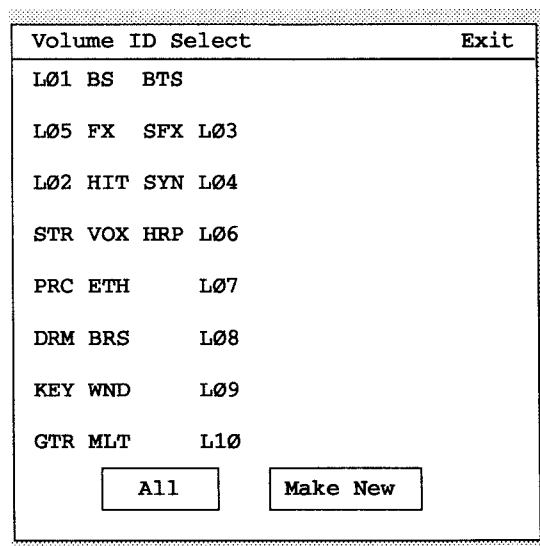 Volume ID Select Exit
LØ1 BS BTS
LØ5 FX SFX LØ3
LØ2 HIT SYN LØ4
STR VOX HRP LØ6
PRC ETH LØ7
DRM BRS LØ8
KEY WND LØ9
GTR MLT L1Ø
All Make New